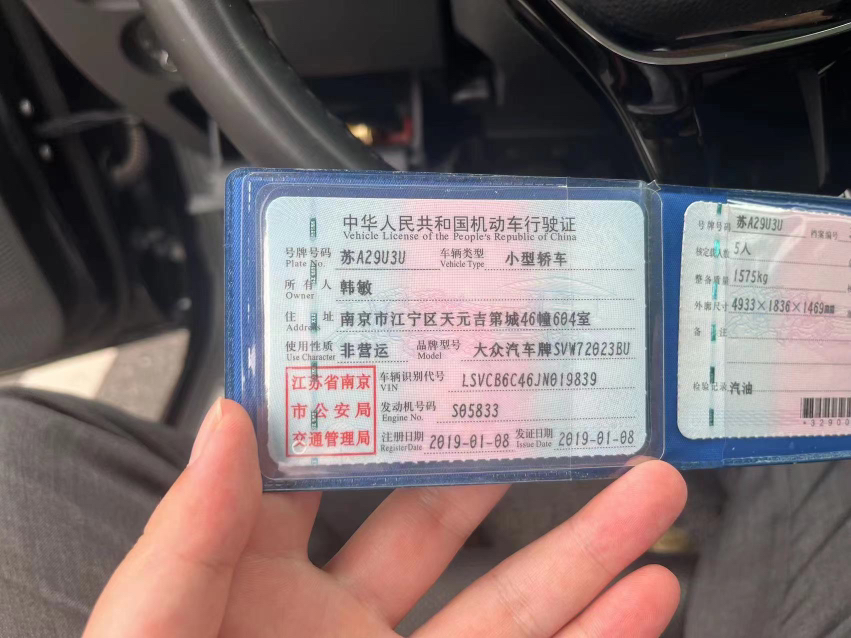 中华人民共和国机动车行驶证
Vehicle License of the People's Republic of China
号牌号码 苏A29U3U 车辆类型 小型轿车
Plate No. Vehicle Type
所有人 韩敏
Owner
住址 南京市江宁区天元吉第城46幢604室
Address
使用性质 非营运 品牌型号 大众汽车牌SVW72023BU
Use Character Model
江苏省南京
市公安局
交通管理局
车辆识别代号 LSVCB6C46JN019839
VIN
发动机号码 S05833
Engine No.
注册日期 2019-01-08 发证日期 2019-01-08
Register Date Issue Date
号牌号码 苏A29U3U 档案编号
核定载人数 5人
整备质量 1575kg
外廓尺寸 4933×1836×1469mm
备注
检验记录 汽油
*32900